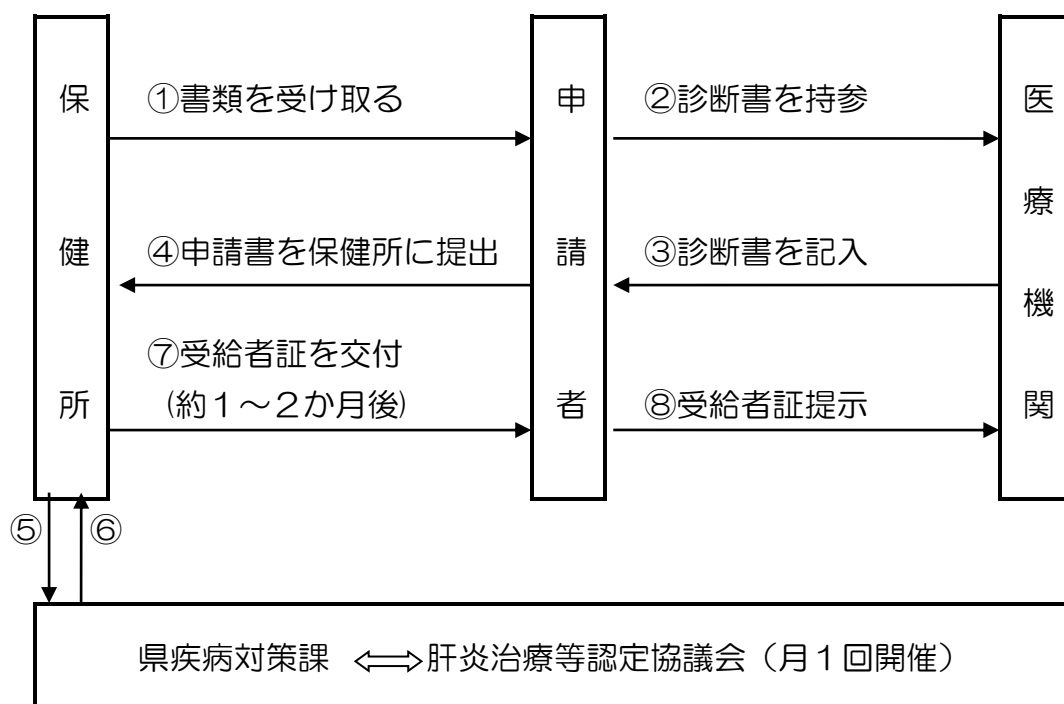 保健所
申請者
医療機関
①書類を受け取る
②診断書を持参
④申請書を保健所に提出
③診断書を記入
⑦受給者証を交付
(約１～２か月後)
⑧受給者証提示
⑤
⑥
県疾病対策課 ⇔肝炎治療等認定協議会（月１回開催）